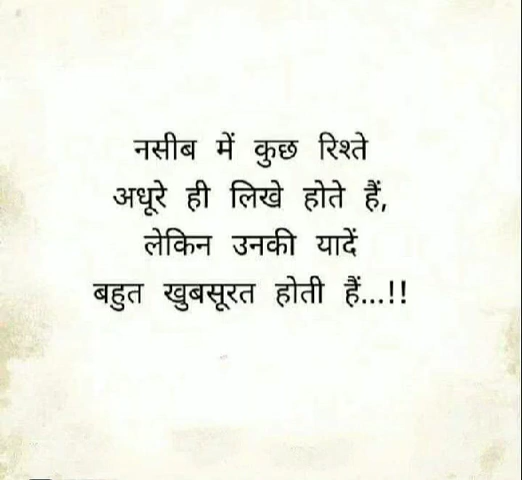 नसीब में कुछ रिश्ते
अधूरे ही लिखे होते हैं,
लेकिन उनकी यादें
बहुत खुबसूरत होती हैं...!!